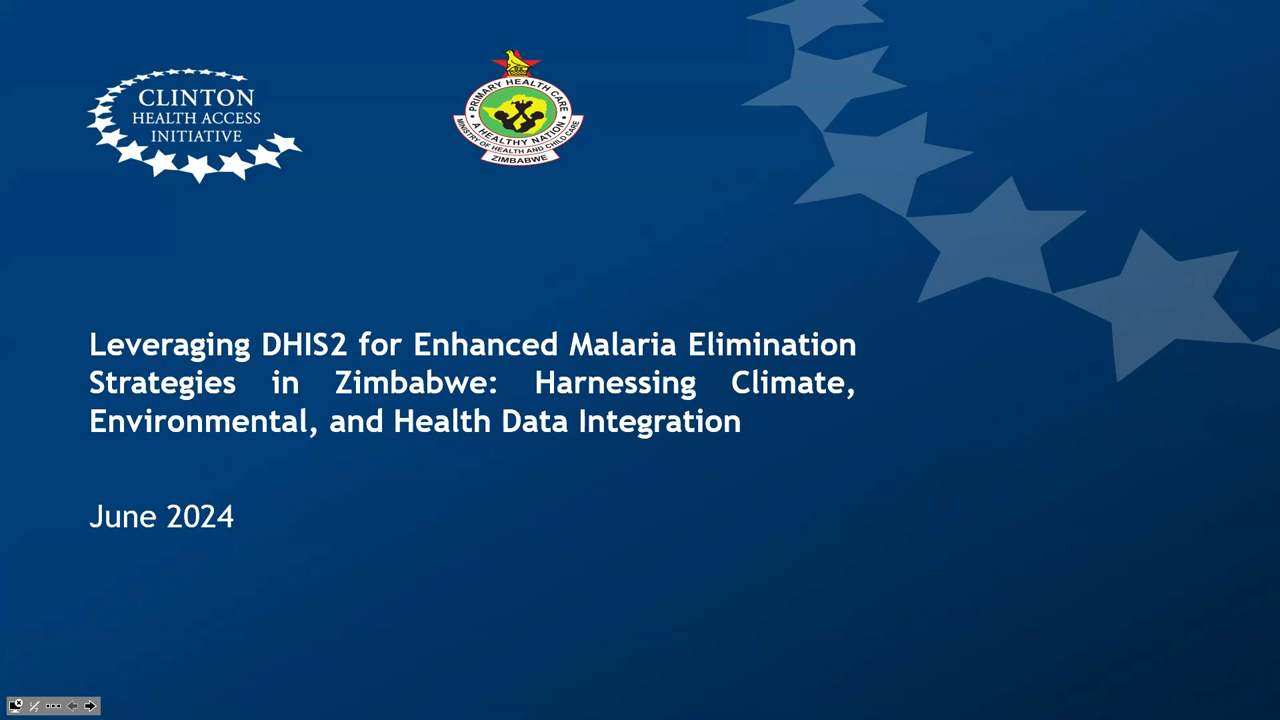 CLINTON
HEALTH ACCESS
INITIATIVE
PRIMARY HEALTH CARE
A HEALTHY NATION
MINISTRY OF HEALTH AND CHILD CARE
ZIMBABWE
Leveraging DHIS2 for Enhanced Malaria Elimination
Strategies in Zimbabwe: Harnessing Climate,
Environmental, and Health Data Integration
June 2024